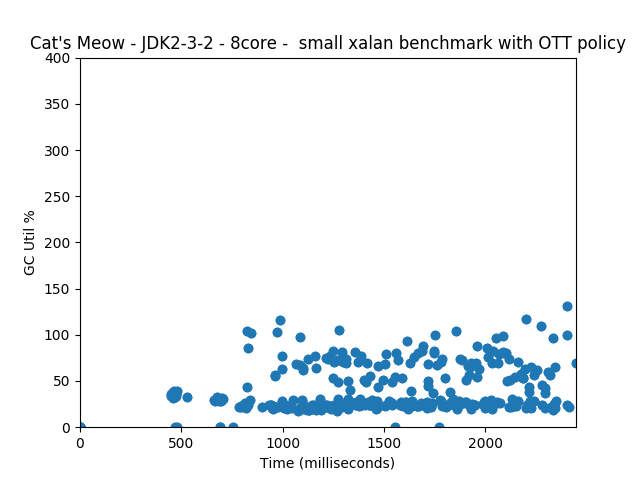 Cat's Meow - JDK2-3-2 - 8core -  small xalan benchmark with OTT policy
400
350
300
250
200
150
100
50
0
GC Util %
0 500 1000 1500 2000
Time (milliseconds)